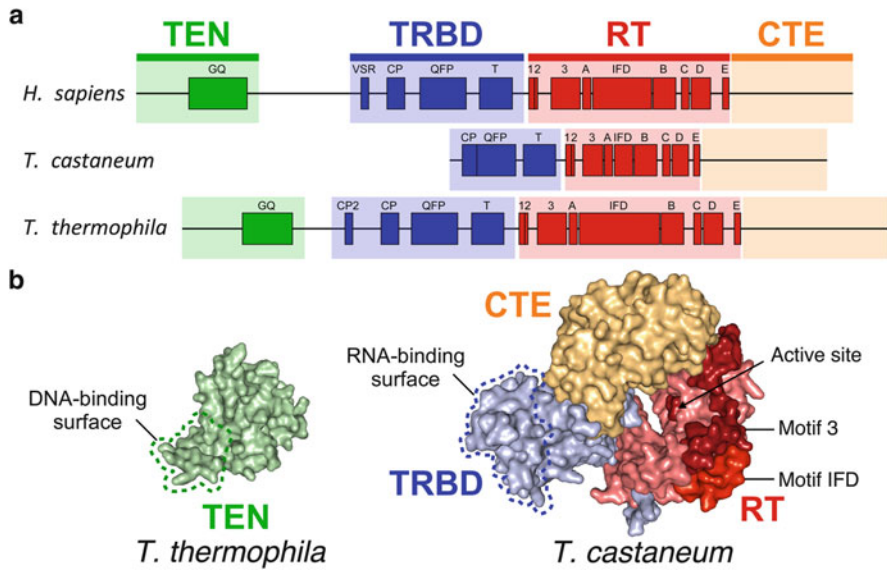 a
TEN TRBD RT CTE
GQ VSR CP QFP T 12 3 A IFD B C D E
H. sapiens
CP QFP T 12 3 A IFD B C D E
T. castaneum
GQ CP2 CP QFP T 12 3 A IFD B C D E
T. thermophila
b
CTE
RNA-binding
surface
Active site
DNA-binding
surface
Motif 3
TRBD
Motif IFD
TEN
RT
T. thermophila
T. castaneum